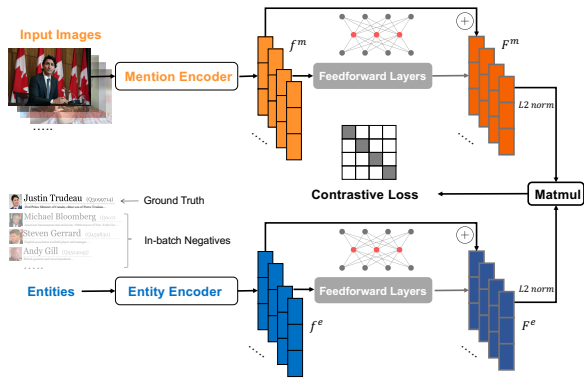 Input Images
.....
Mention Encoder
f^m
Feedforward Layers
+
F^m
L2 norm
.....
Contrastive Loss
Matmul
Justin Trudeau
Ground Truth
Michael Bloomberg
Steven Gerrard
In-batch Negatives
Andy Gill
.....
Entities
Entity Encoder
f^e
Feedforward Layers
+
F^e
L2 norm
.....